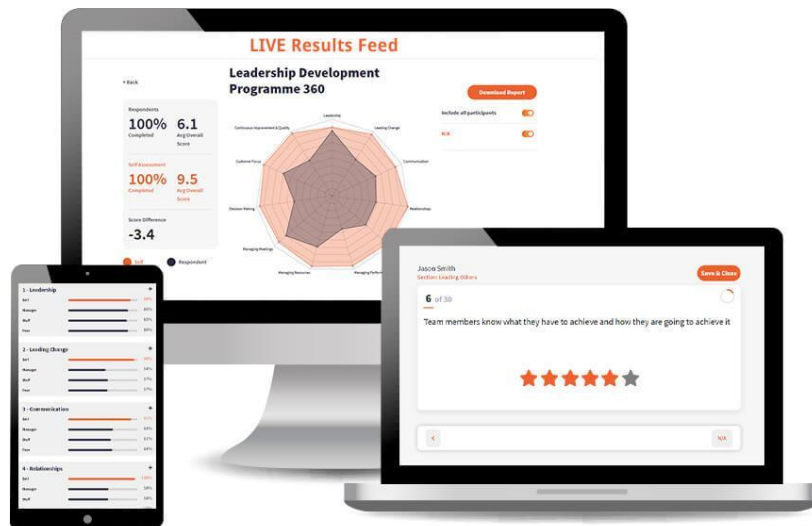 LIVE Results Feed
< Back
Leadership Development
Programme 360
Download Report
Include all participants
N/A
Respondents
100% 6.1
Completed Avg Overall
Score
Self Assessment
100% 9.5
Completed Avg Overall
Score
Score Difference
-3.4
Self Respondent
Leadership
Leading Change
Communication
Relationships
Managing Resources
Managing Meetings
Decision Making
Customer Focus
Continuous Improvement & Quality
1 - Leadership +
Self
Manager
Staff
Peer
2 - Leading Change +
Self
Manager
Staff
Peer
3 - Communication +
Self
Manager
Staff
Peer
4 - Relationships +
Self 100%
Manager
Staff
Jason Smith
Section: Leading Others
Save & Close
6 of 30
Team members know what they have to achieve and how they are going to achieve it
<
N/A